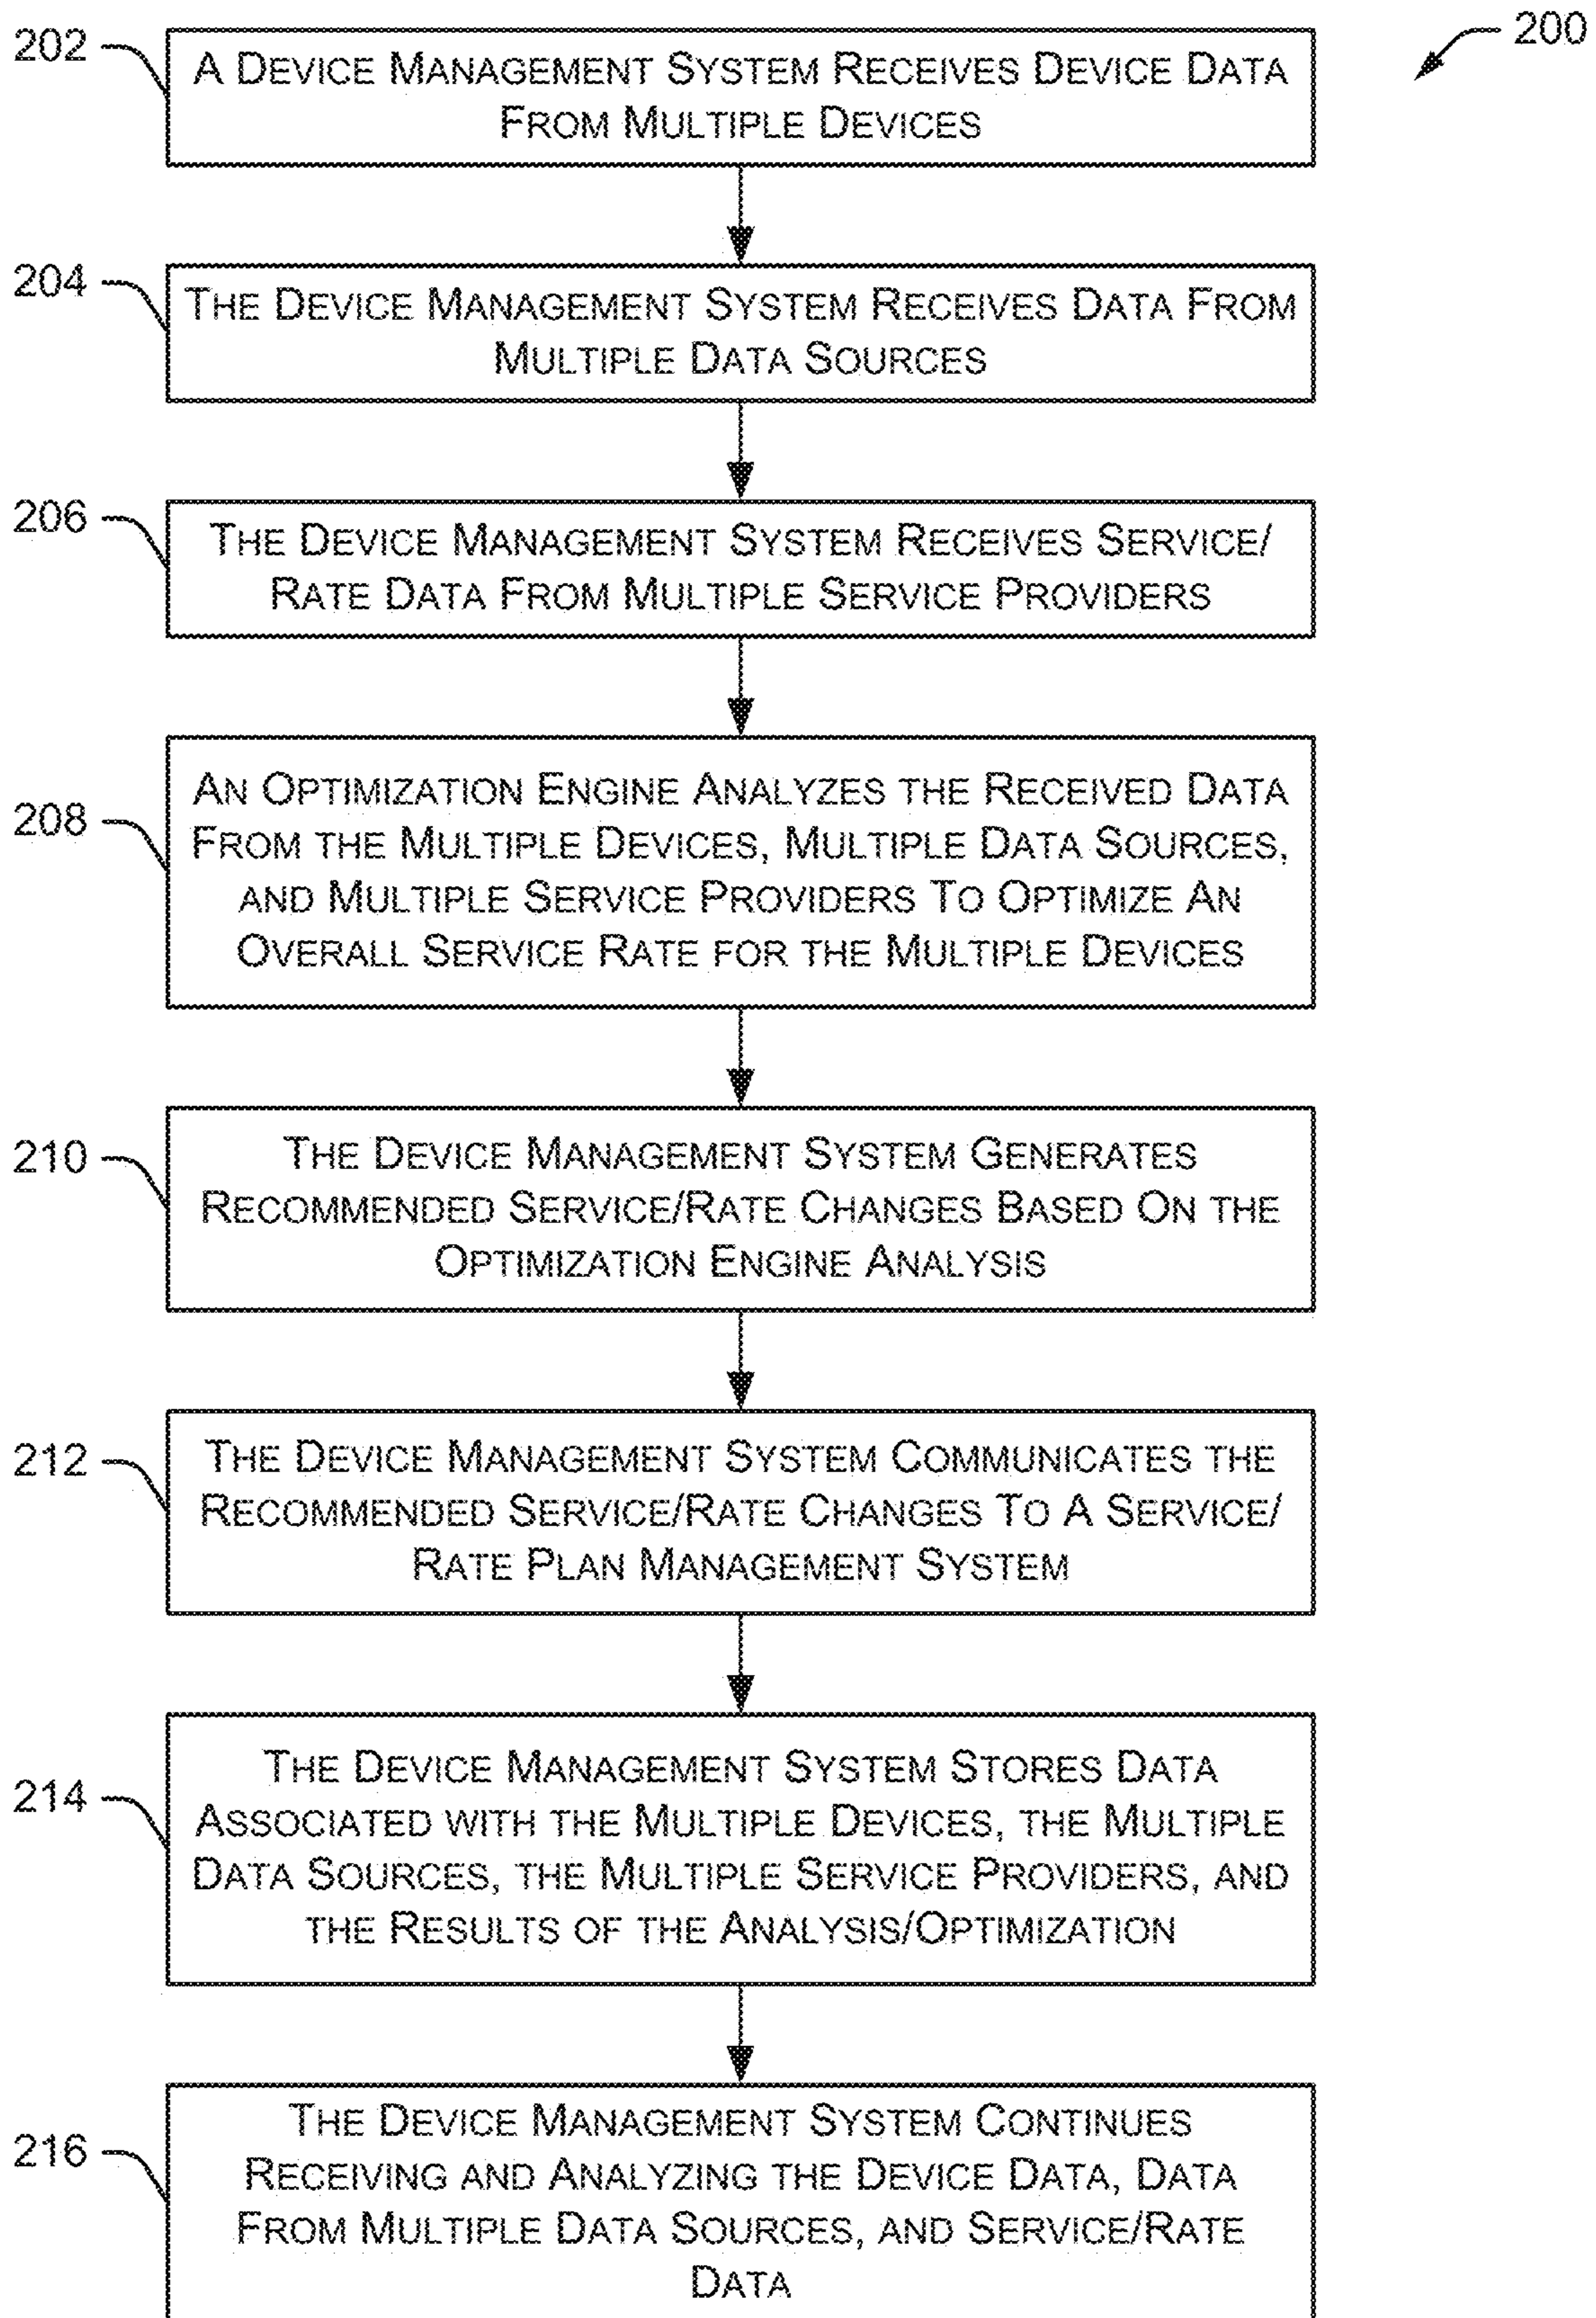 200
202
A DEVICE MANAGEMENT SYSTEM RECEIVES DEVICE DATA
FROM MULTIPLE DEVICES
204
THE DEVICE MANAGEMENT SYSTEM RECEIVES DATA FROM
MULTIPLE DATA SOURCES
206
THE DEVICE MANAGEMENT SYSTEM RECEIVES SERVICE/
RATE DATA FROM MULTIPLE SERVICE PROVIDERS
208
AN OPTIMIZATION ENGINE ANALYZES THE RECEIVED DATA
FROM THE MULTIPLE DEVICES, MULTIPLE DATA SOURCES,
AND MULTIPLE SERVICE PROVIDERS TO OPTIMIZE AN
OVERALL SERVICE RATE FOR THE MULTIPLE DEVICES
210
THE DEVICE MANAGEMENT SYSTEM GENERATES
RECOMMENDED SERVICE/RATE CHANGES BASED ON THE
OPTIMIZATION ENGINE ANALYSIS
212
THE DEVICE MANAGEMENT SYSTEM COMMUNICATES THE
RECOMMENDED SERVICE/RATE CHANGES TO A SERVICE/
RATE PLAN MANAGEMENT SYSTEM
214
THE DEVICE MANAGEMENT SYSTEM STORES DATA
ASSOCIATED WITH THE MULTIPLE DEVICES, THE MULTIPLE
DATA SOURCES, THE MULTIPLE SERVICE PROVIDERS, AND
THE RESULTS OF THE ANALYSIS/OPTIMIZATION
216
THE DEVICE MANAGEMENT SYSTEM CONTINUES
RECEIVING AND ANALYZING THE DEVICE DATA, DATA
FROM MULTIPLE DATA SOURCES, AND SERVICE/RATE
DATA